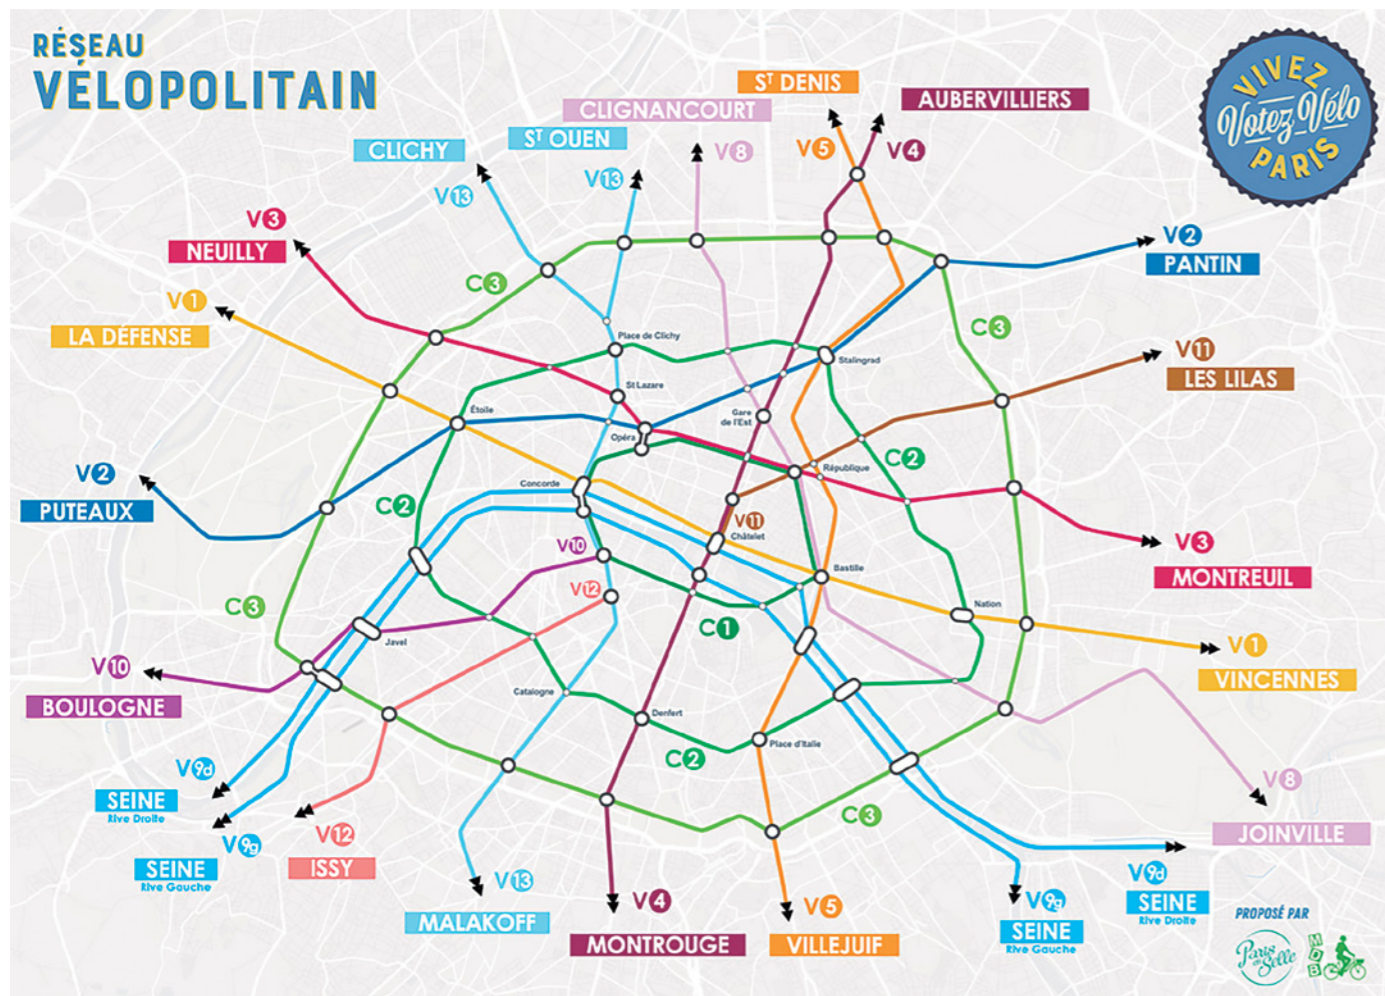 RÉSEAU
VÉLOPOLITAIN
VIVEZ
Votez Vélo
PARIS
ST DENIS
AUBERVILLIERS
CLIGNANCOURT
ST OUEN
CLICHY
V8
V5
V4
V13
V13
V3
NEUILLY
V2
PANTIN
C3
V1
LA DÉFENSE
C3
Place de Clichy
V11
LES LILAS
Stalingrad
St Lazare
Étoile
Gare
de l'Est
Opéra
C2
République
V2
PUTEAUX
Concorde
C2
V11
Châtelet
V3
MONTREUIL
V10
Bastille
V12
Nation
C3
C1
Javel
V1
VINCENNES
V10
BOULOGNE
Catalogne
Denfert
Place d'Italie
C2
V9d
SEINE
Rive Droite
V8
JOINVILLE
C3
V9g
SEINE
Rive Gauche
V12
ISSY
V13
MALAKOFF
V4
MONTROUGE
V5
VILLEJUIF
V9g
SEINE
Rive Gauche
V9d
SEINE
Rive Droite
PROPOSÉ PAR
Paris en Selle
MDB